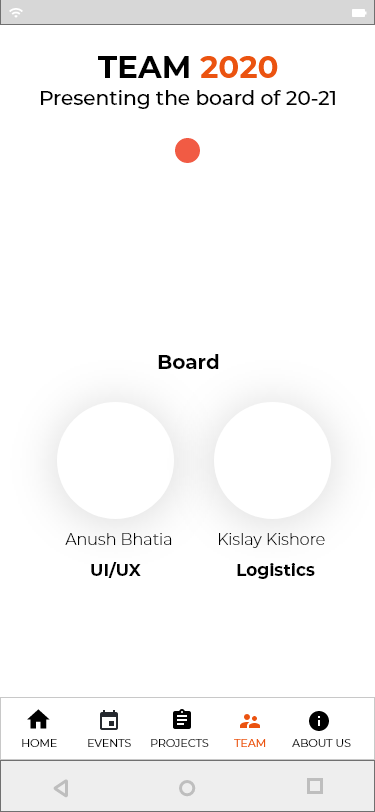 TEAM 2020
Presenting the board of 20-21
Board
Anush Bhatia
Kislay Kishore
UI/UX
Logistics
HOME
EVENTS
PROJECTS
TEAM
ABOUT US